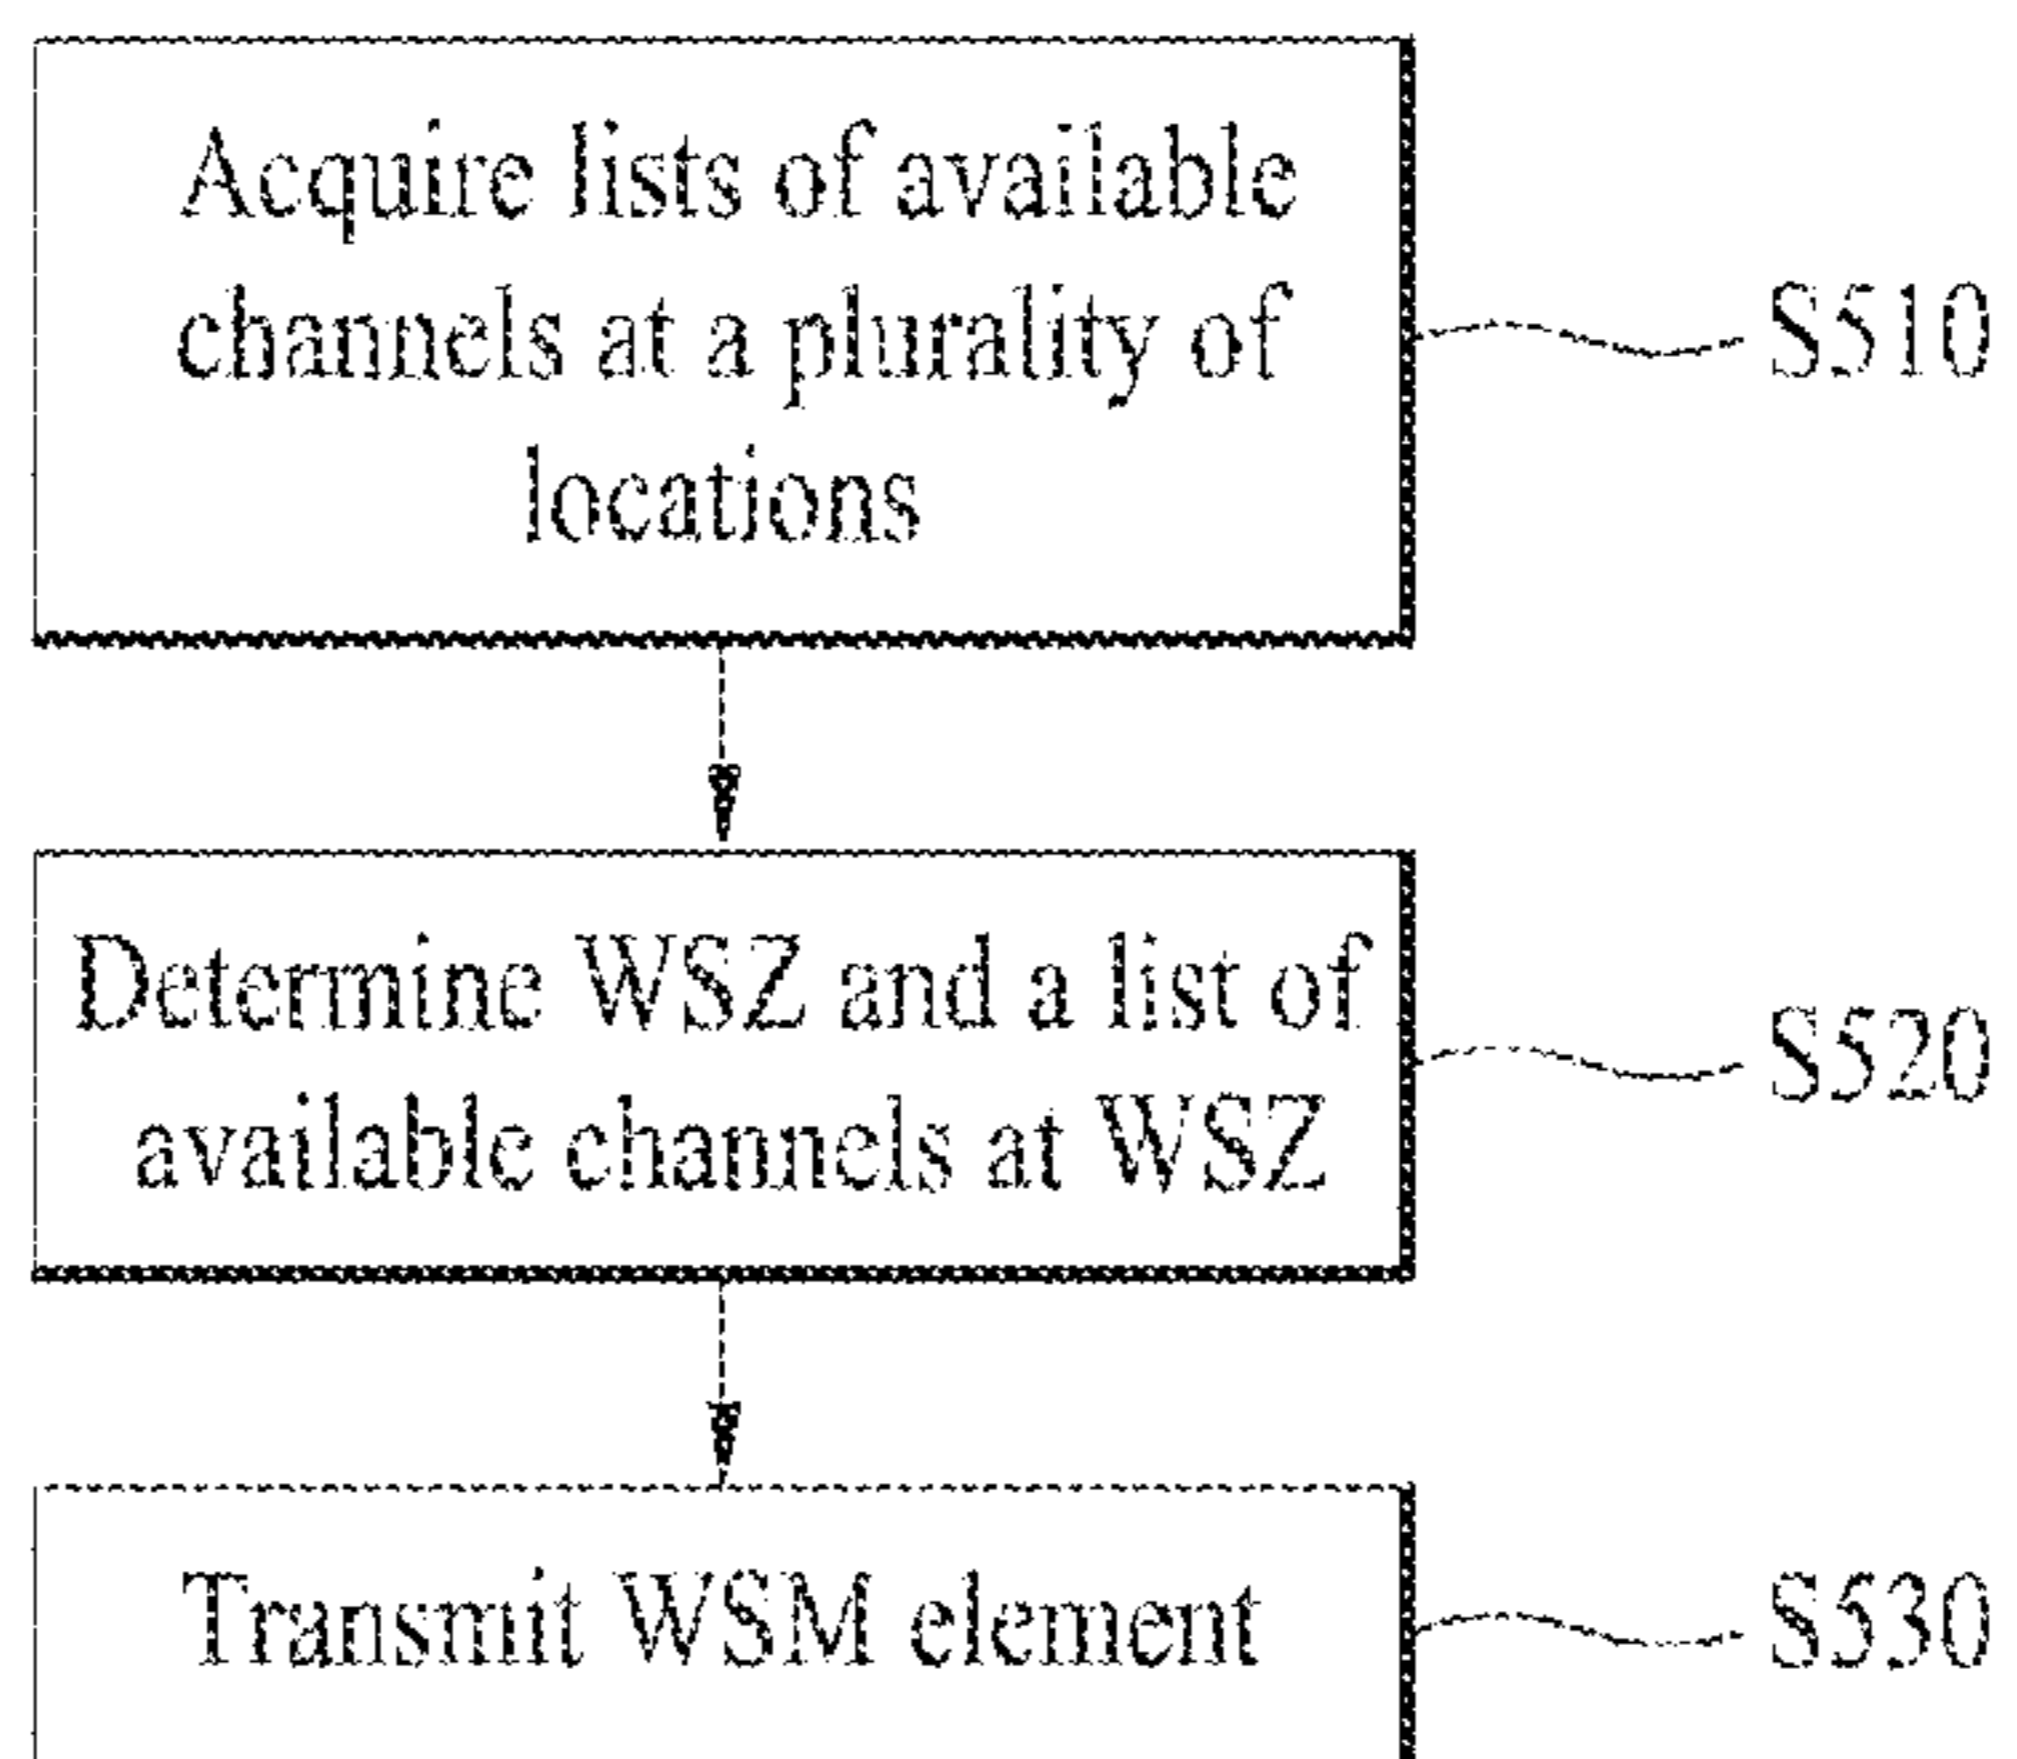 Acquire lists of available
channels at a plurality of
locations
S510
Determine WSZ and a list of
available channels at WSZ
S520
Transmit WSM element
S530